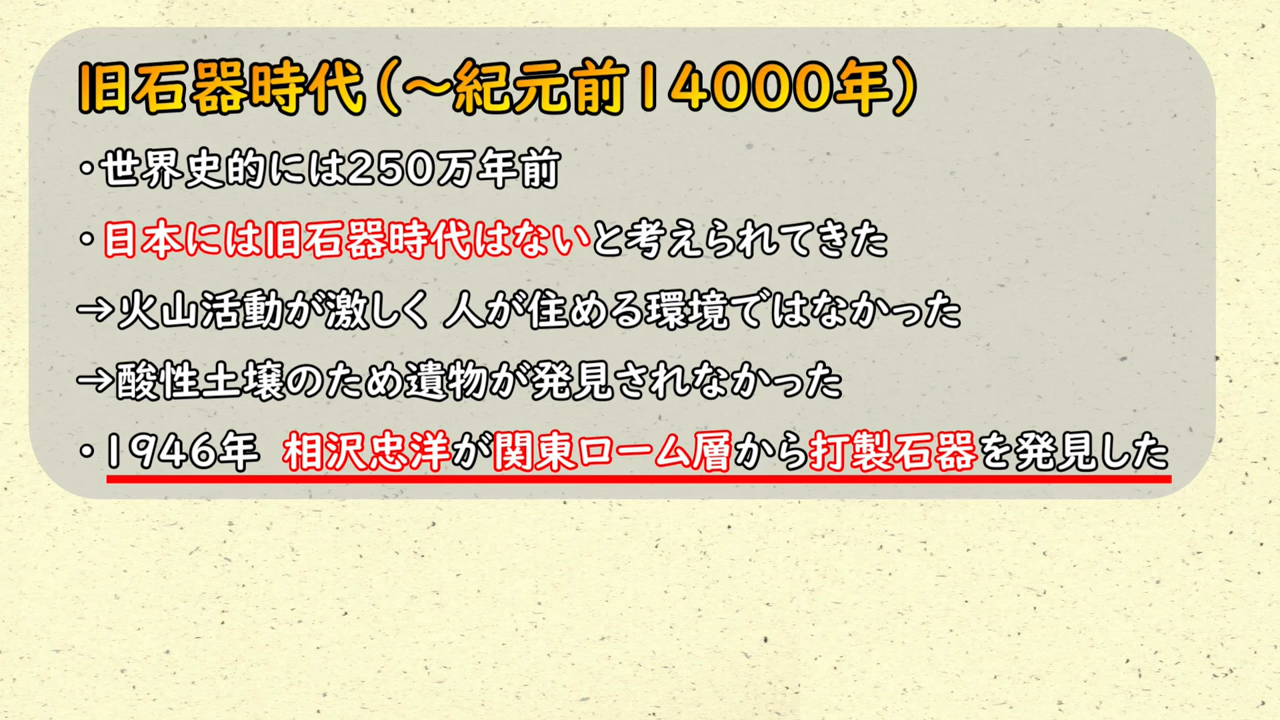 旧石器時代(～紀元前14000年)
・世界史的には250万年前
・日本には旧石器時代はないと考えられてきた
→火山活動が激しく 人が住める環境ではなかった
→酸性土壌のため遺物が発見されなかった
・1946年 相沢忠洋が関東ローム層から打製石器を発見した